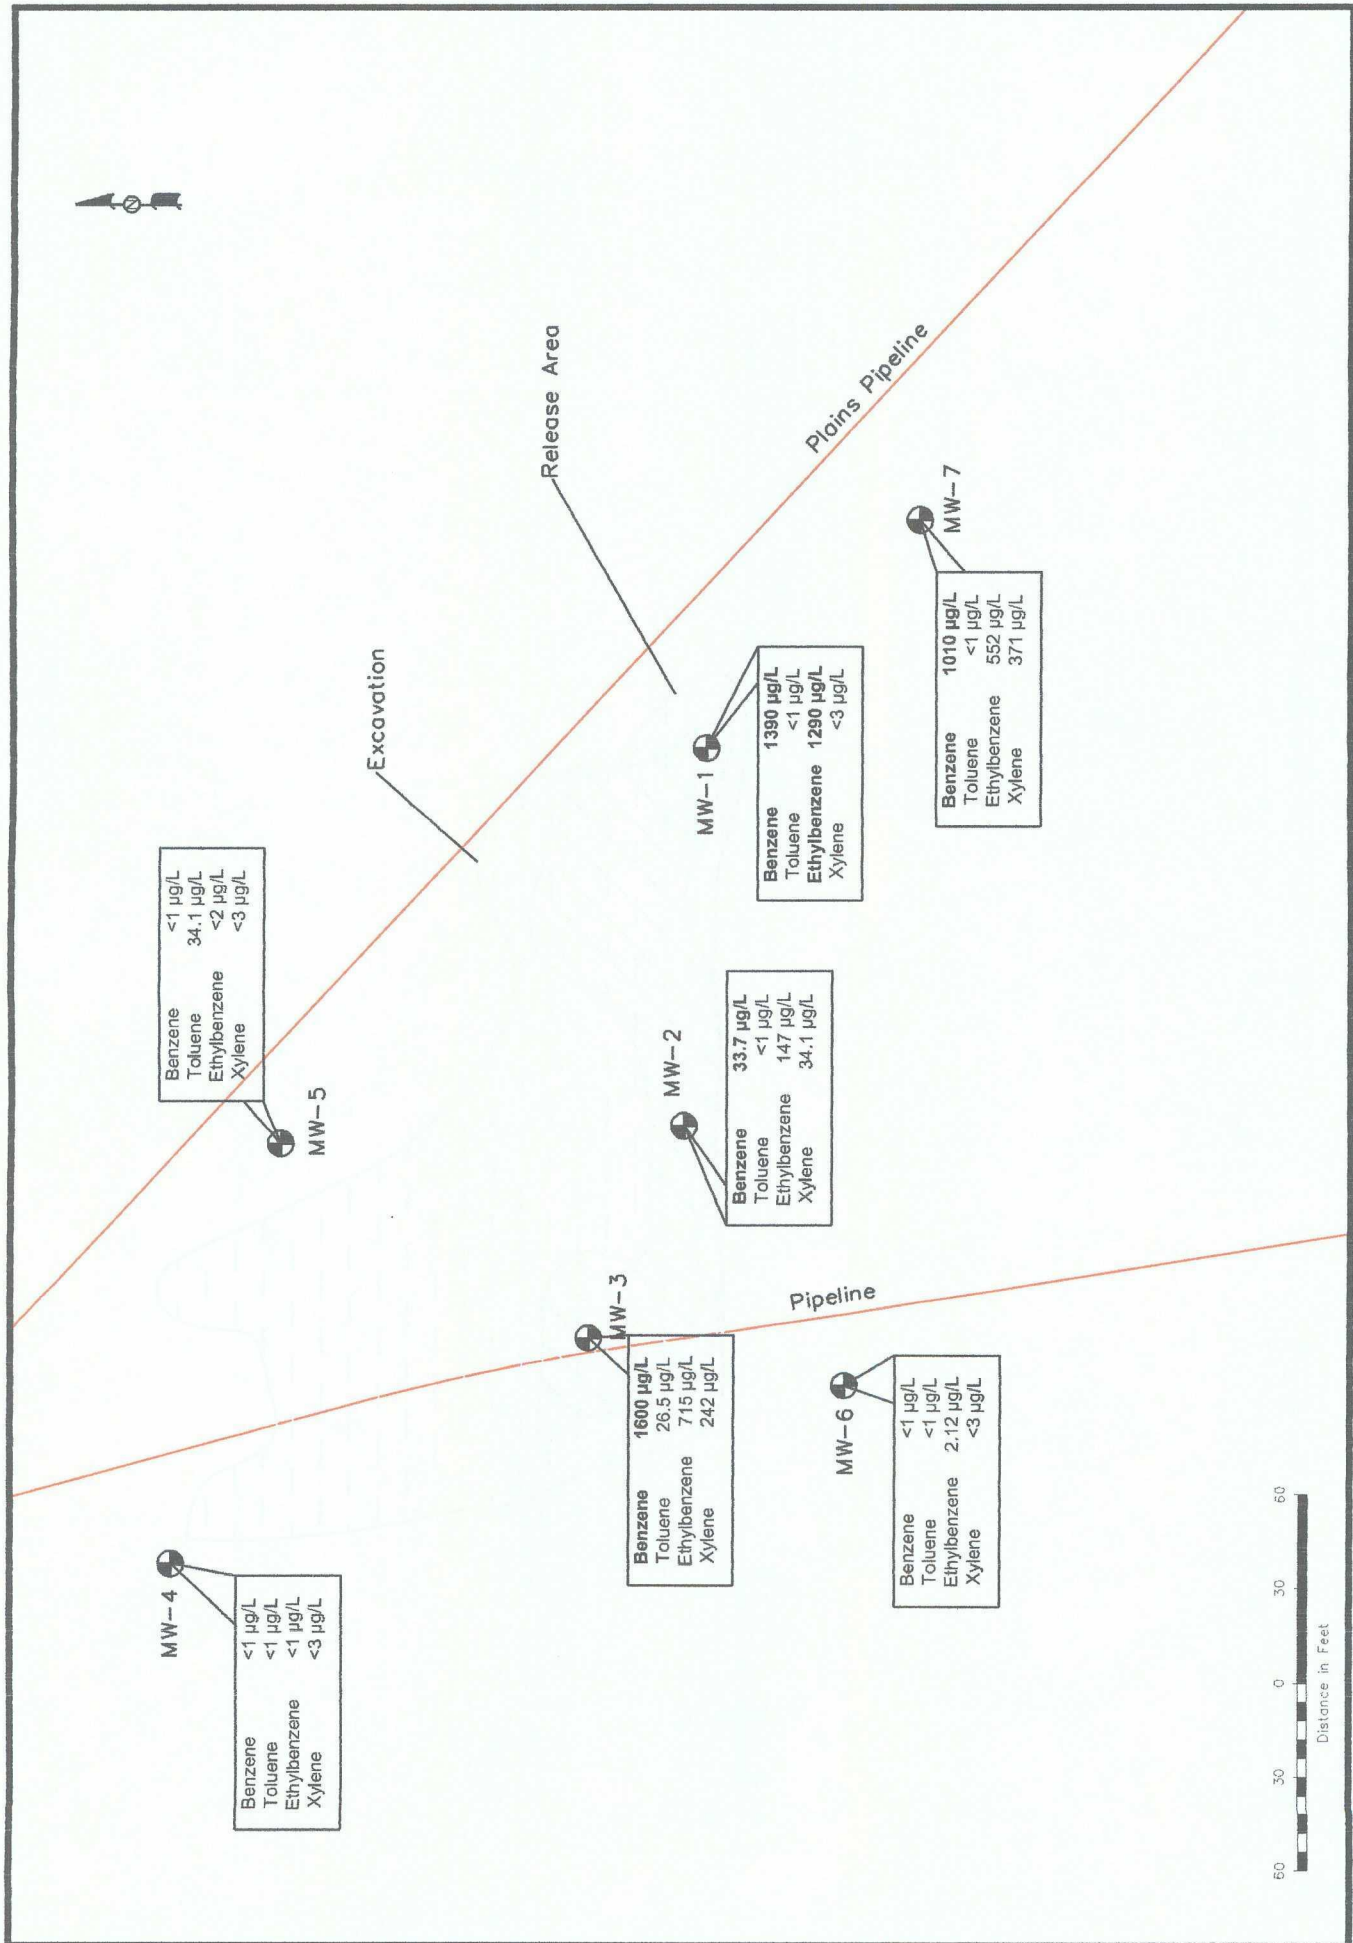 N
Excavation
Release Area
Plains Pipeline
Pipeline
MW-4
Benzene <1 µg/L
Toluene <1 µg/L
Ethylbenzene <1 µg/L
Xylene <3 µg/L
MW-5
Benzene <1 µg/L
Toluene 34.1 µg/L
Ethylbenzene <2 µg/L
Xylene <3 µg/L
MW-3
Benzene 1600 µg/L
Toluene 26.5 µg/L
Ethylbenzene 715 µg/L
Xylene 242 µg/L
MW-2
Benzene 33.7 µg/L
Toluene <1 µg/L
Ethylbenzene 147 µg/L
Xylene 34.1 µg/L
MW-1
Benzene 1390 µg/L
Toluene <1 µg/L
Ethylbenzene 1290 µg/L
Xylene <3 µg/L
MW-6
Benzene <1 µg/L
Toluene <1 µg/L
Ethylbenzene 2.12 µg/L
Xylene <3 µg/L
MW-7
Benzene 1010 µg/L
Toluene <1 µg/L
Ethylbenzene 552 µg/L
Xylene 371 µg/L
60 30 0 30 60
Distance in Feet